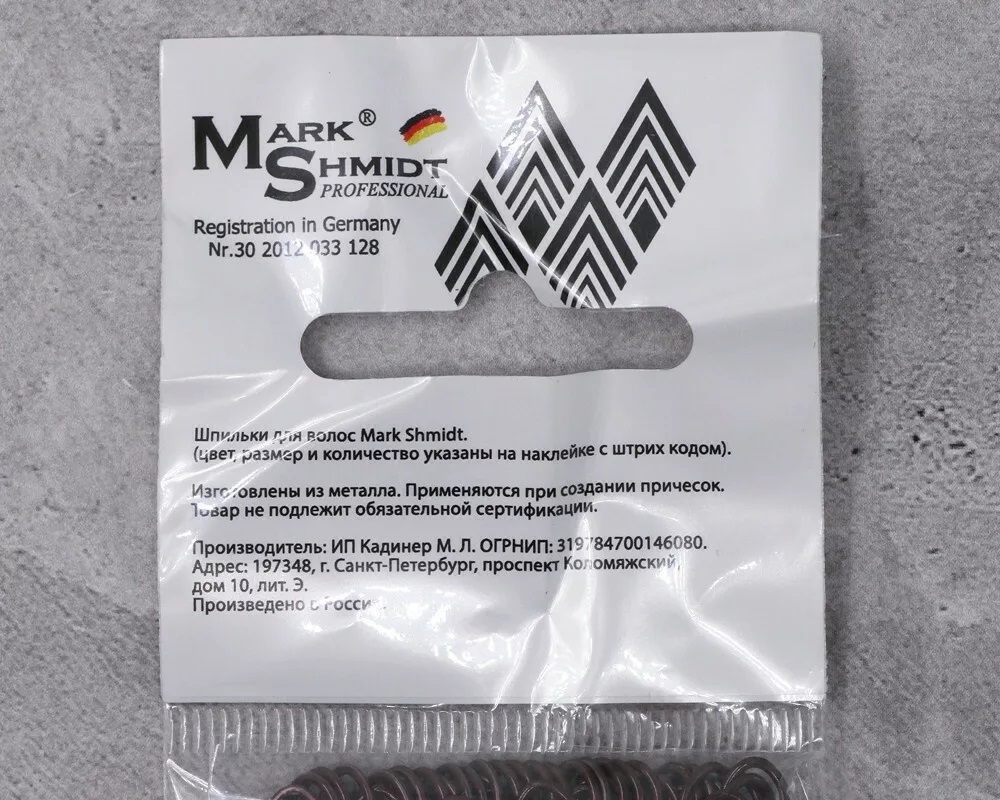 MARK®
SHMIDT
PROFESSIONAL
Registration in Germany
Nr.30 2012 033 128
Шпильки для волос Mark Shmidt.
(цвет, размер и количество указаны на наклейке с штрих кодом).
Изготовлены из металла. Применяются при создании причесок.
Товар не подлежит обязательной сертификации.
Производитель: ИП Кадинер М. Л. ОГРНИП: 319784700146080.
Адрес: 197348, г. Санкт-Петербург, проспект Коломяжский,
дом 10, лит. Э.
Произведено в России.